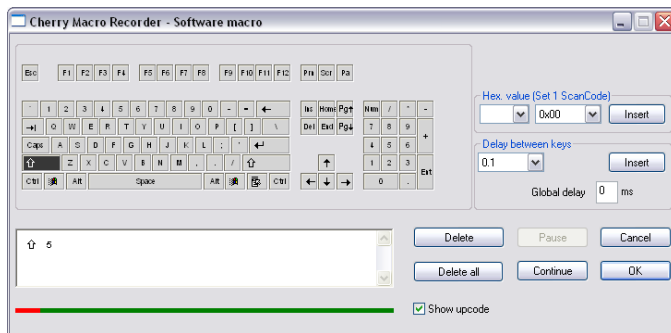 Cherry Macro Recorder - Software macro
Esc F1 F2 F3 F4 F5 F6 F7 F8 F9 F10 F11 F12 Prn Scr Pa
` 1 2 3 4 5 6 7 8 9 0 - = ← Ins Home Pg↑ Num / * -
Q W E R T Y U I O P [ ] \ Del End Pg↓ 7 8 9 +
Caps A S D F G H J K L ; ' ↵ 4 5 6
⇧ Z X C V B N M , . / ⇧ ↑ 1 2 3 Ent
Ctrl Alt Space Alt Ctrl ← ↓ → 0 .
Hex. value (Set 1 ScanCode)
0x00 Insert
Delay between keys
0.1 Insert
Global delay 0 ms
⇧ 5
Delete Pause Cancel
Delete all Continue OK
Show upcode